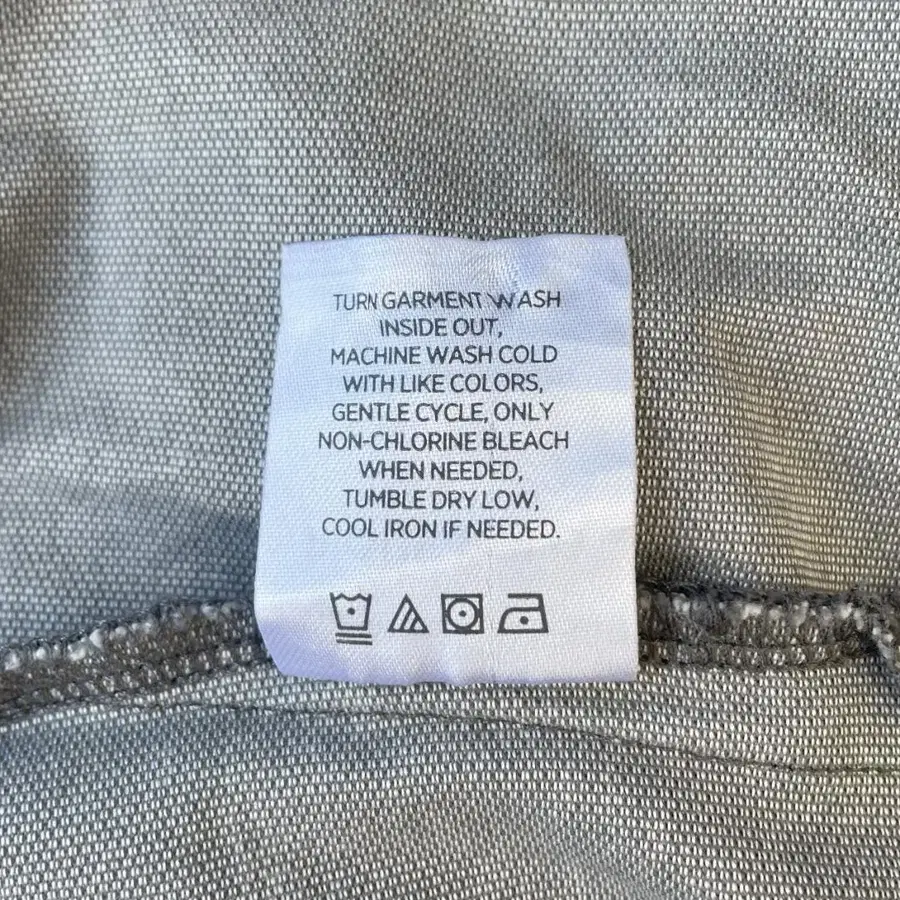 TURN GARMENT WASH
INSIDE OUT,
MACHINE WASH COLD
WITH LIKE COLORS,
GENTLE CYCLE, ONLY
NON-CHLORINE BLEACH
WHEN NEEDED,
TUMBLE DRY LOW,
COOL IRON IF NEEDED.